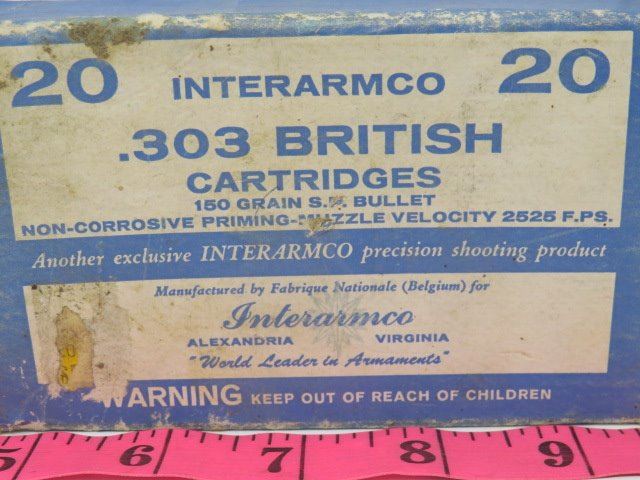 20 INTERARMCO 20
.303 BRITISH
CARTRIDGES
150 GRAIN S.P. BULLET
NON-CORROSIVE PRIMING-MUZZLE VELOCITY 2525 F.P.S.
Another exclusive INTERARMCO precision shooting product
Manufactured by Fabrique Nationale (Belgium) for
Interarmco
ALEXANDRIA VIRGINIA
"World Leader in Armaments"
WARNING KEEP OUT OF REACH OF CHILDREN
5 6 7 8 9